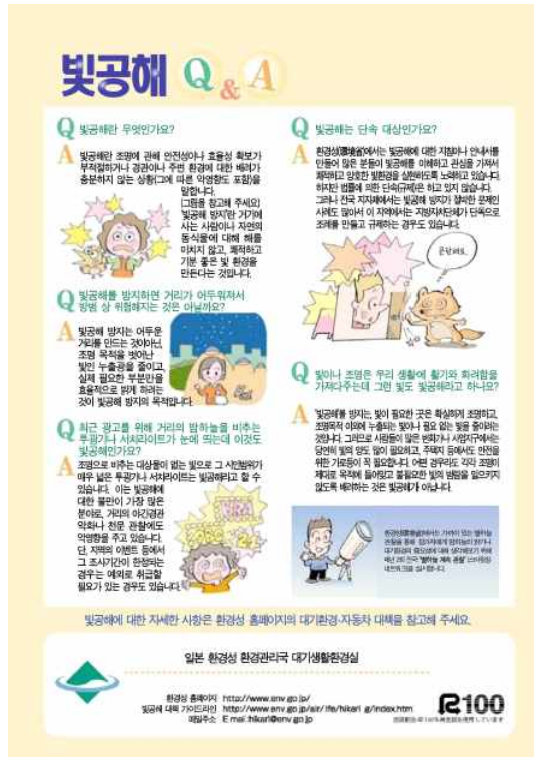 빛공해 Q & A
Q 빛공해란 무엇인가요?
A 빛공해란 조명에 관해 안전성이나 효율성 확보가
부적절하거나 경관이나 주변 환경에 대한 배려가
충분하지 않는 상황(그에 따른 악영향도 포함)을
말합니다.
(그림을 참고해 주세요)
'빛공해 방지'란 거기에
사는 사람이나 자연의
동식물에 대해 해를
미치지 않고, 쾌적하고
기분 좋은 빛 환경을
만든다는 것입니다.
Q 빛공해를 방지하면 거리가 어두워져서
방범 상 위험해지는 것은 아닐까요?
A 빛공해 방지는 어두운
거리를 만드는 것이아닌,
조명 목적을 벗어난
빛인 누출광을 줄이고,
실제 필요한 부분만을
효율적으로 밝게 하려는
것이 빛공해 방지의 목적입니다.
Q 최근 광고를 위해 거리의 밤하늘을 비추는
투광기나 서치라이트가 눈에 띄는데 이것도
빛공해인가요?
A 조명으로 비추는 대상물이 없는 빛으로 그 시인범위가
매우 넓은 투광기나 서치라이트는 빛공해라고 할 수
있습니다. 이는 빛공해에
대한 불만이 가장 많은
분야로, 거리의 야간경관
악화나 천문 관찰에도
악영향을 주고 있습니다.
단, 지역의 이벤트 등에서
그 조사기간이 한정되는
경우는 예외로 취급할
필요가 있는 경우도 있습니다.
Q 빛공해는 단속 대상인가요?
A 환경성(環境省)에서는 빛공해에 대한 지침이나 안내서를
만들어 많은 분들이 빛공해를 이해하고 관심을 가져서
쾌적하고 양호한 빛환경을 실현하도록 노력하고 있습니다.
하지만 법률에 의한 단속(규제)은 하고 있지 않습니다.
그러나 전국 지자체에서는 빛공해 방지가 절박한 문제인
사례도 많아서 이 지역에서는 지방자치단체가 단독으로
조례를 만들고 규제하는 경우도 있습니다.
Q 빛이나 조명은 우리 생활에 활기와 화려함을
가져다주는데 그런 빛도 빛공해라고 하나요?
A '빛공해'를 방지는, 빛이 필요한 곳은 확실하게 조명하고,
조명목적 이외에 누출되는 빛이나 필요 없는 빛을 줄이려는
것입니다. 그러므로 사람들이 많은 번화가나 사업지구에서는
당연히 빛의 양도 많이 필요하고, 주택지 등에서도 안전을
위한 가로등이 꼭 필요합니다. 어떤 경우라도 각각 조명이
제대로 목적에 들어맞고 불필요한 빛의 범람을 일으키지
않도록 배려하는 것은 빛공해가 아닙니다.
빛공해에 대한 자세한 사항은 환경성 홈페이지의 대기환경·자동차 대책을 참고해 주세요.
일본 환경성 환경관리국 대기생활환경실
환경성 홈페이지 http://www.env.go.jp/
빛공해 대책 가이드라인 http://www.env.go.jp/air/ife/hikari_g/index.htm
메일주소 E mai:hikari@env.go.jp
R100